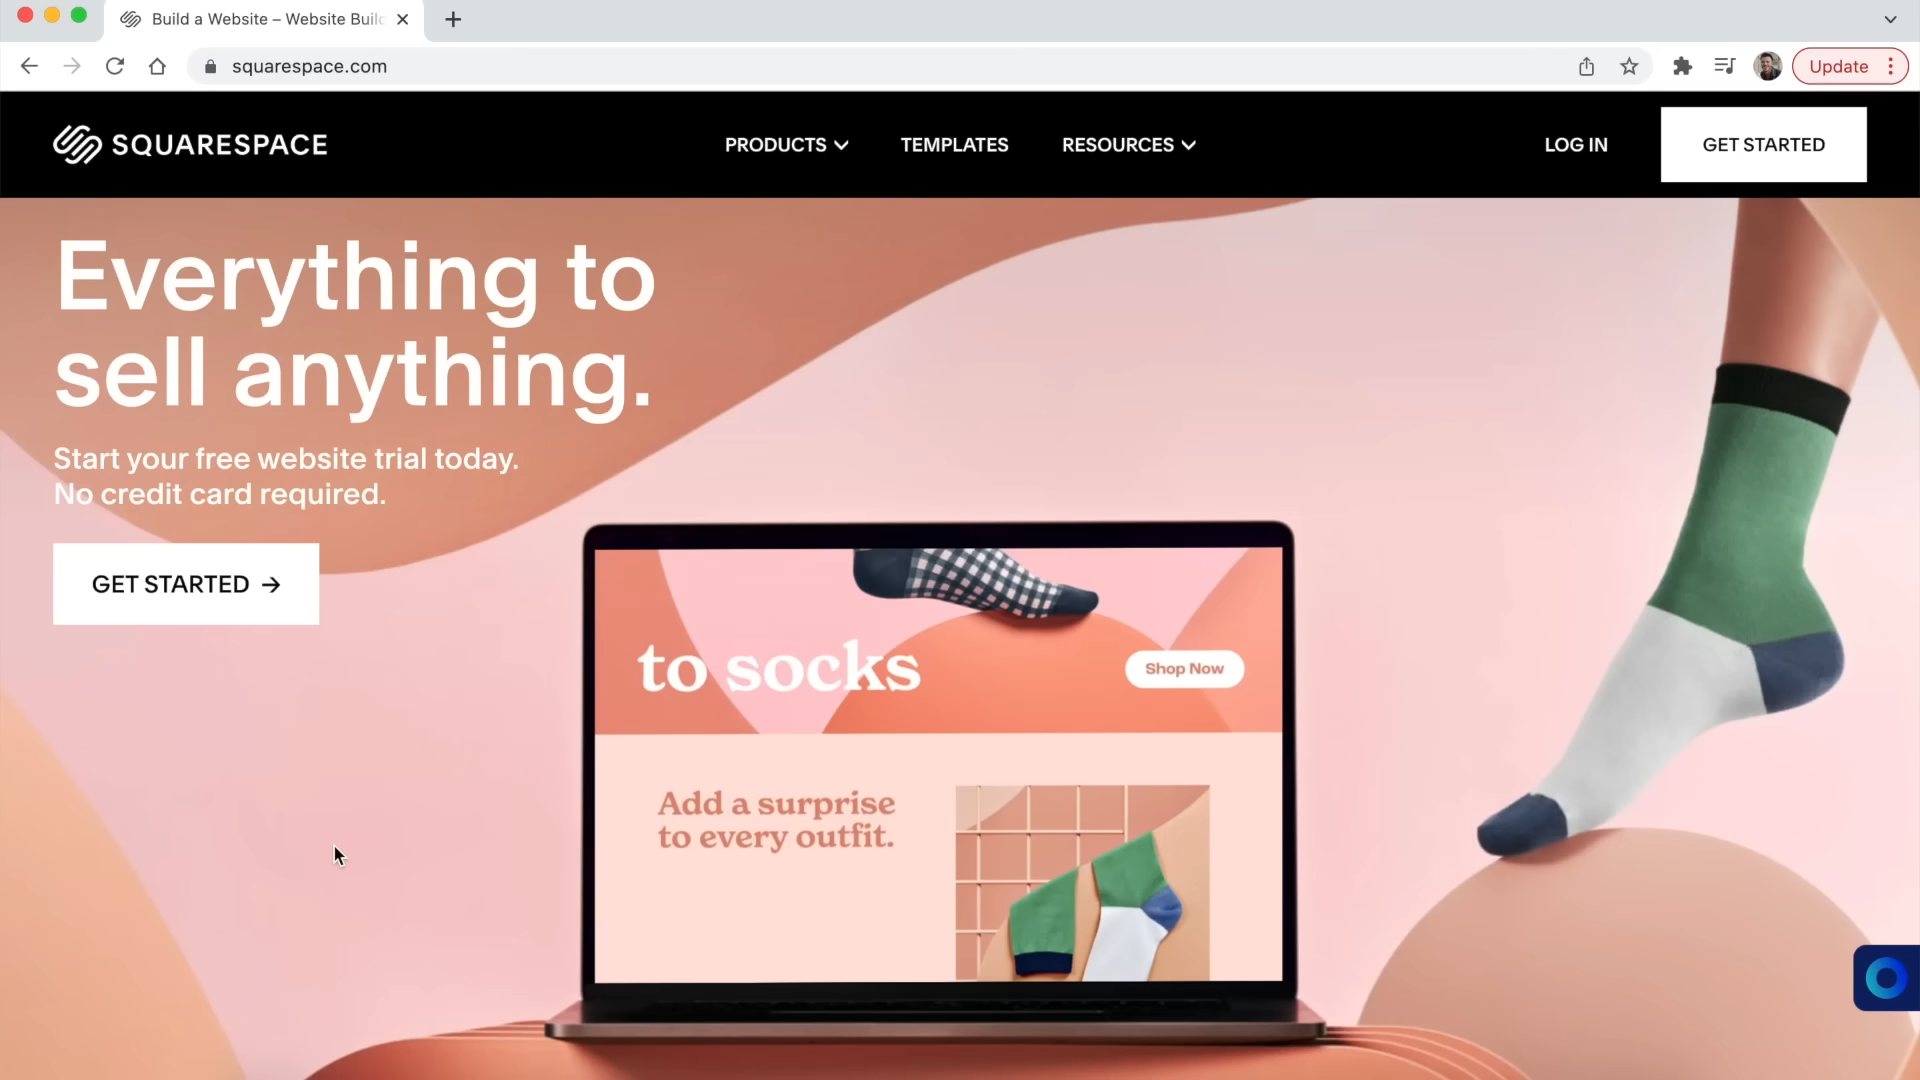 Build a Website – Website Buil
squarespace.com
Update
SQUARESPACE
PRODUCTS
TEMPLATES
RESOURCES
LOG IN
GET STARTED
Everything to
sell anything.
Start your free website trial today.
No credit card required.
GET STARTED →
to socks
Shop Now
Add a surprise
to every outfit.